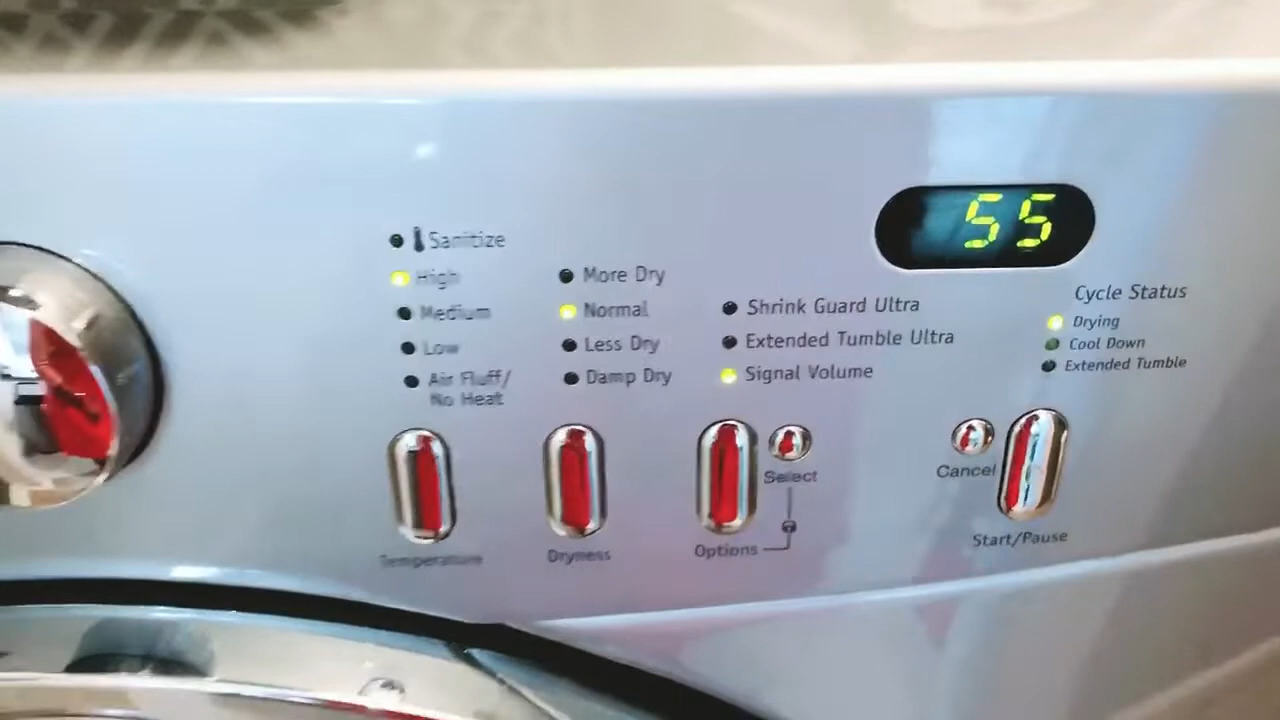 55
Sanitize
High
Medium
Low
Air Fluff/
No Heat
Temperature
More Dry
Normal
Less Dry
Damp Dry
Dryness
Shrink Guard Ultra
Extended Tumble Ultra
Signal Volume
Select
Options
Cycle Status
Drying
Cool Down
Extended Tumble
Cancel
Start/Pause